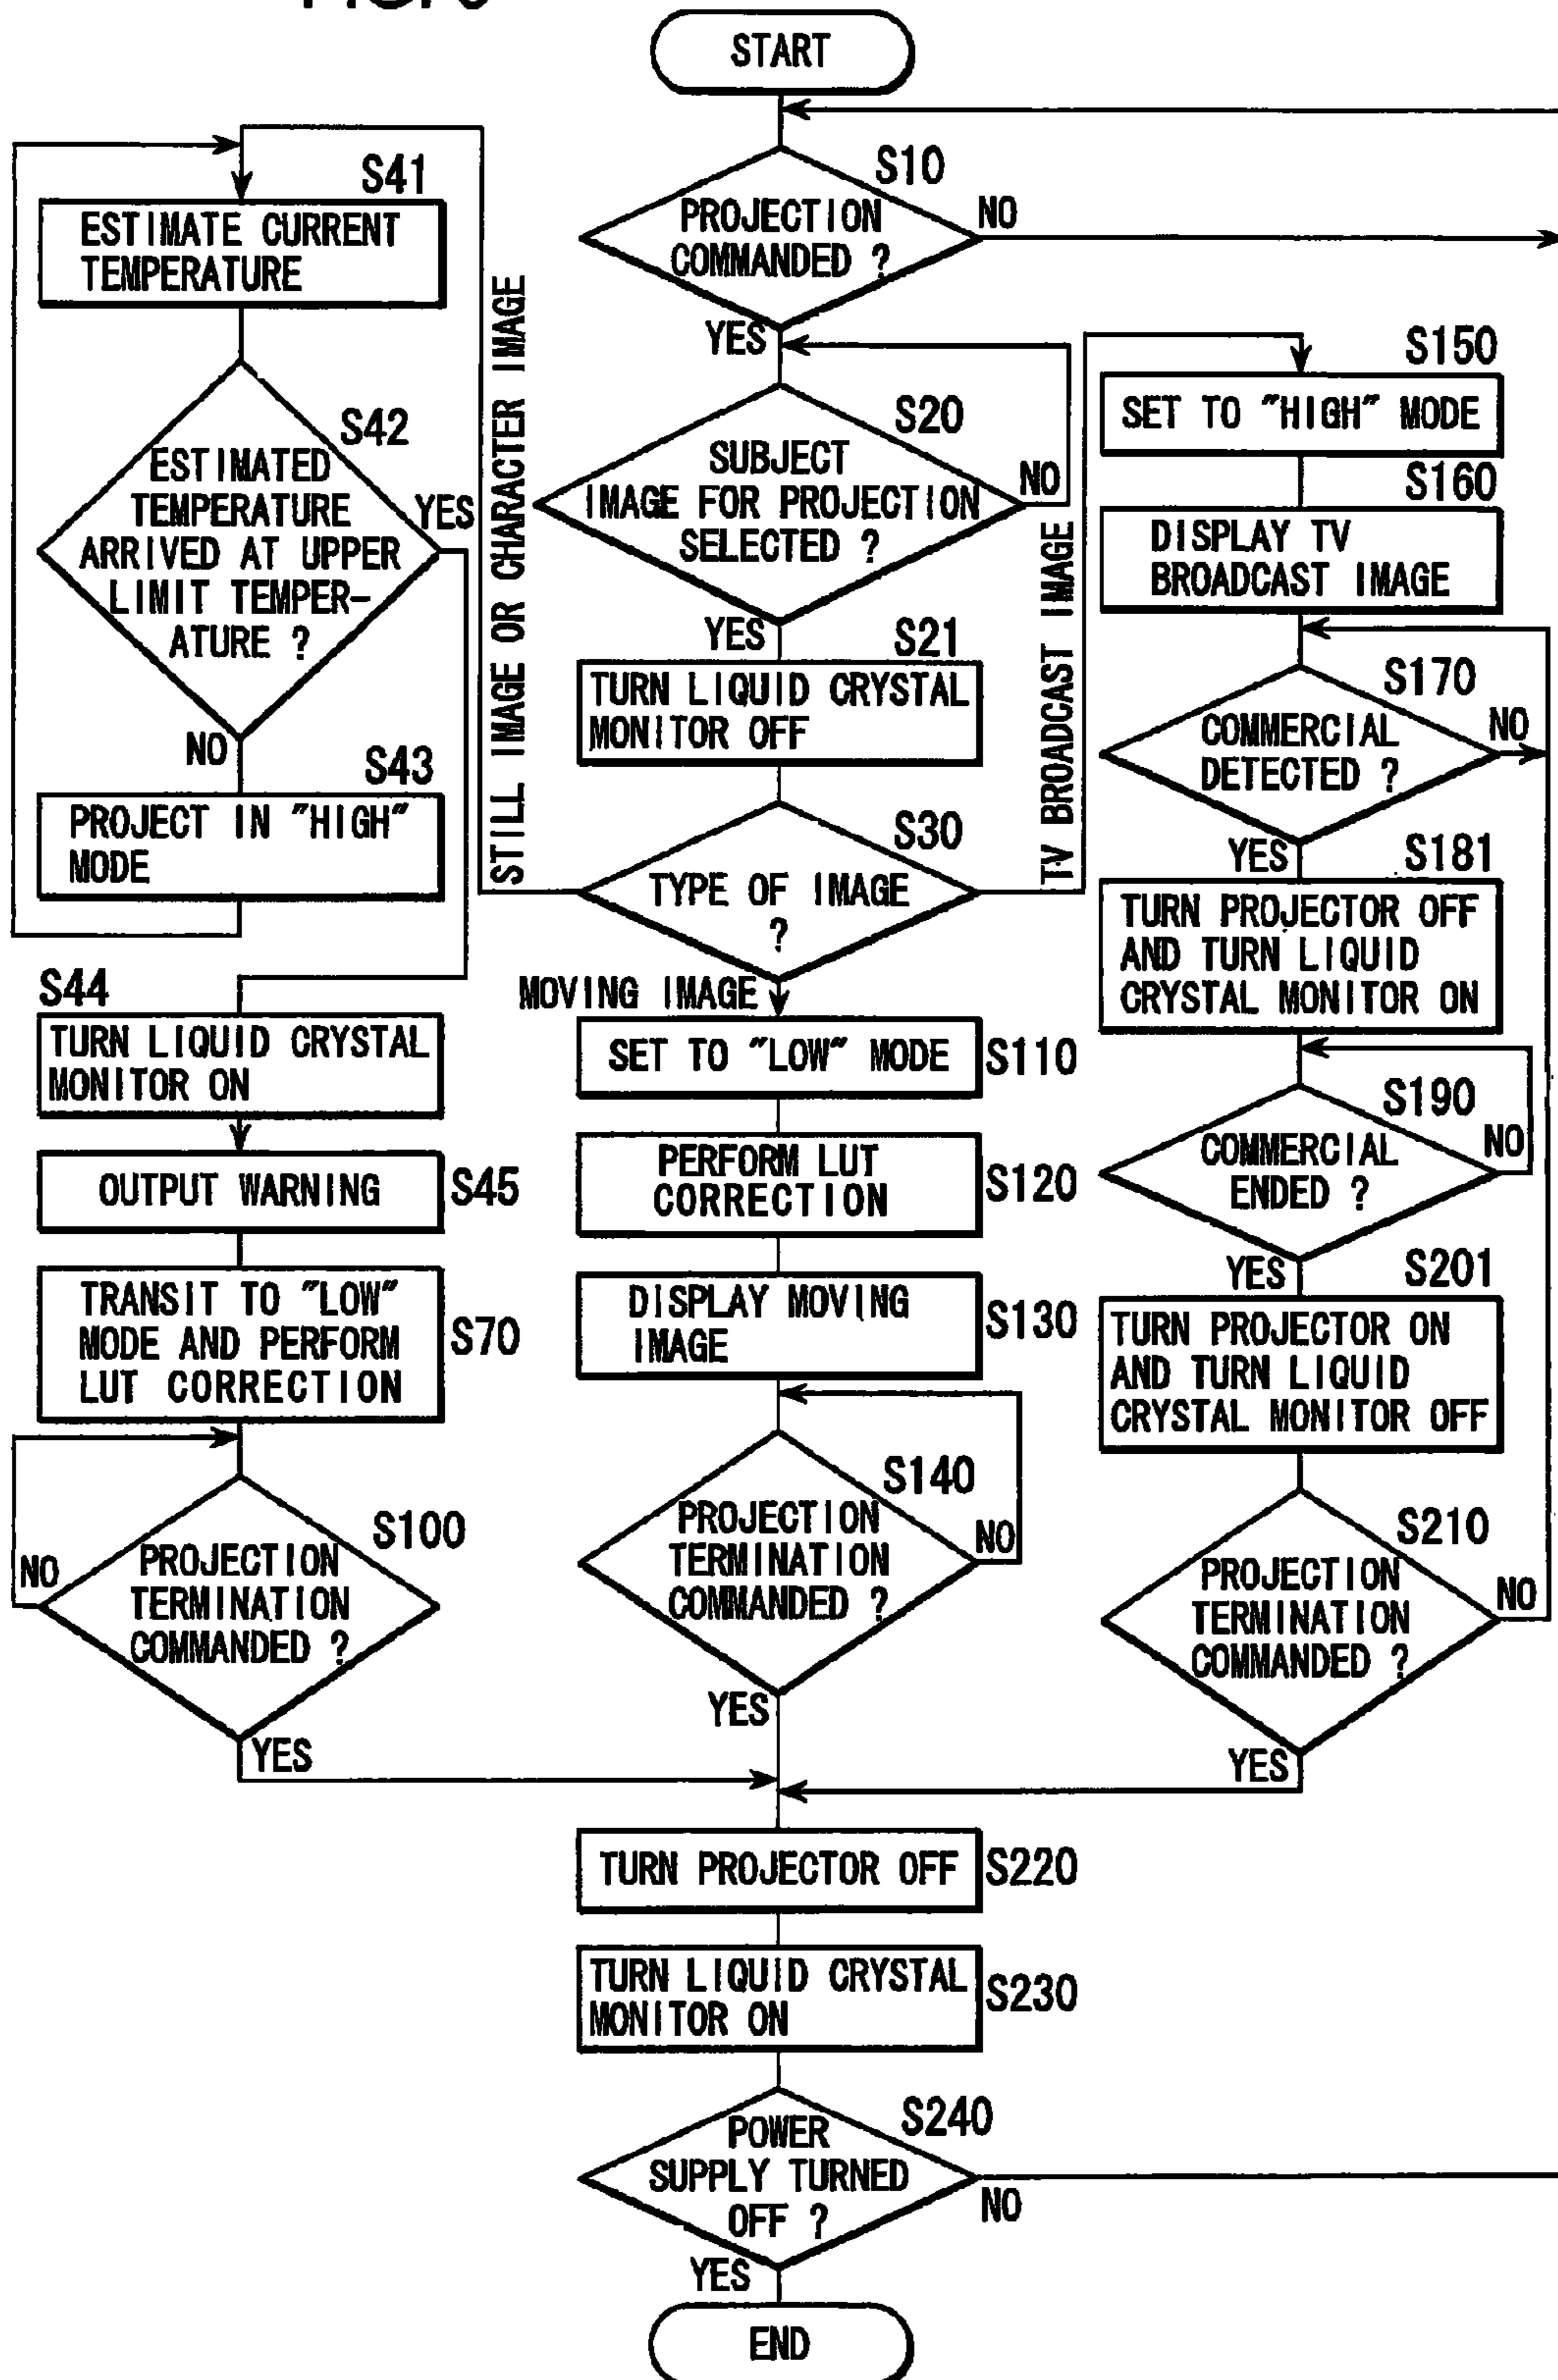 START
S10
PROJECTION
COMMANDED ?
NO
YES
S20
SUBJECT
IMAGE FOR PROJECTION
SELECTED ?
NO
YES
S21
TURN LIQUID CRYSTAL
MONITOR OFF
S30
TYPE OF IMAGE
?
STILL IMAGE OR CHARACTER IMAGE
MOVING IMAGE
TV BROADCAST IMAGE
S41
ESTIMATE CURRENT
TEMPERATURE
S42
ESTIMATED
TEMPERATURE
ARRIVED AT UPPER
LIMIT TEMPER-
ATURE ?
YES
NO
S43
PROJECT IN "HIGH"
MODE
S44
TURN LIQUID CRYSTAL
MONITOR ON
OUTPUT WARNING
S45
TRANSIT TO "LOW"
MODE AND PERFORM
LUT CORRECTION
S70
S100
PROJECTION
TERMINATION
COMMANDED ?
NO
YES
SET TO "LOW" MODE
S110
PERFORM LUT
CORRECTION
S120
DISPLAY MOVING
IMAGE
S130
S140
PROJECTION
TERMINATION
COMMANDED ?
NO
YES
S150
SET TO "HIGH" MODE
S160
DISPLAY TV
BROADCAST IMAGE
S170
COMMERCIAL
DETECTED ?
NO
YES
S181
TURN PROJECTOR OFF
AND TURN LIQUID
CRYSTAL MONITOR ON
S190
COMMERCIAL
ENDED ?
NO
YES
S201
TURN PROJECTOR ON
AND TURN LIQUID
CRYSTAL MONITOR OFF
S210
PROJECTION
TERMINATION
COMMANDED ?
NO
YES
TURN PROJECTOR OFF
S220
TURN LIQUID CRYSTAL
MONITOR ON
S230
S240
POWER
SUPPLY TURNED
OFF ?
NO
YES
END